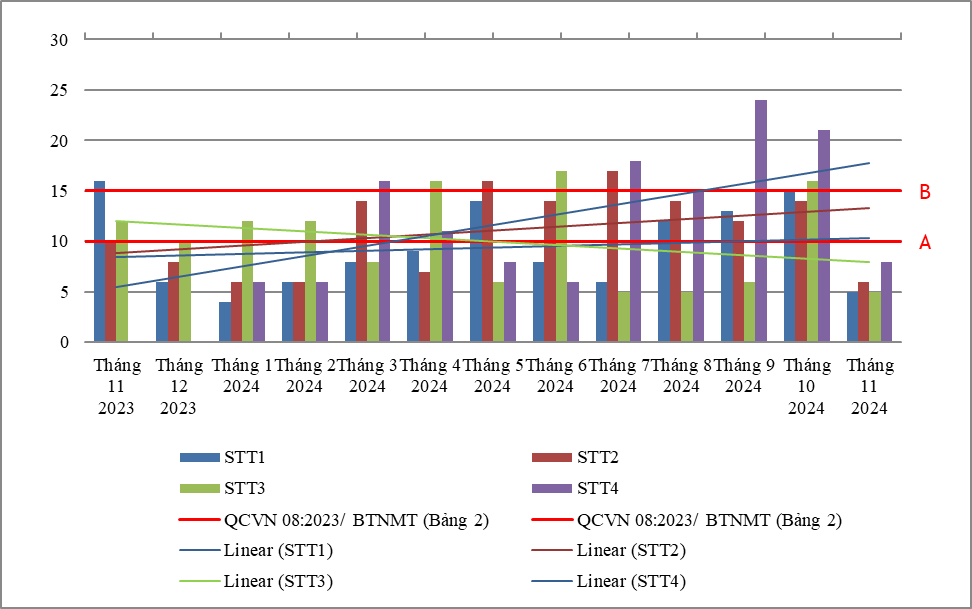 30
25
20
15
10
5
0
B
A
Tháng 11 2023
Tháng 12 2023
Tháng 1 2024
Tháng 2 2024
Tháng 3 2024
Tháng 4 2024
Tháng 5 2024
Tháng 6 2024
Tháng 7 2024
Tháng 8 2024
Tháng 9 2024
Tháng 10 2024
Tháng 11 2024
STT1
STT2
STT3
STT4
QCVN 08:2023/ BTNMT (Bảng 2)
QCVN 08:2023/ BTNMT (Bảng 2)
Linear (STT1)
Linear (STT2)
Linear (STT3)
Linear (STT4)